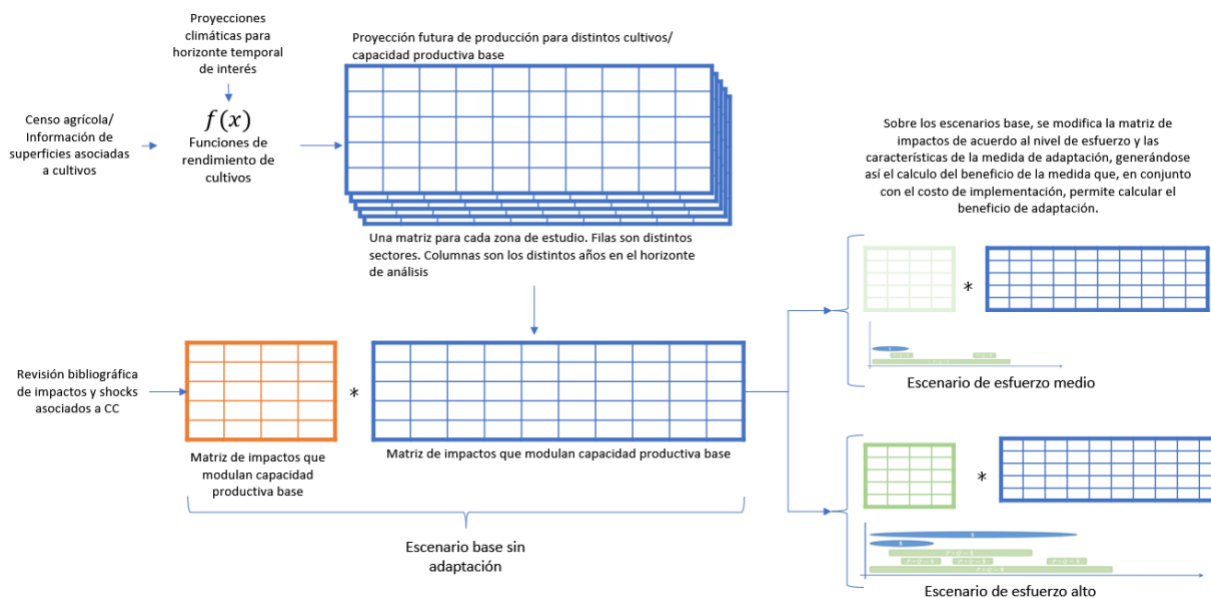 Proyecciones
climáticas para
horizonte temporal
de interés
Proyección futura de producción para distintos cultivos/
capacidad productiva base
Censo agrícola/
Información de
superficies asociadas
a cultivos
f(x)
Funciones de
rendimiento de
cultivos
Sobre los escenarios base, se modifica la matriz de
impactos de acuerdo al nivel de esfuerzo y las
características de la medida de adaptación, generándose
así el calculo del beneficio de la medida que, en conjunto
con el costo de implementación, permite calcular el
beneficio de adaptación.
Una matriz para cada zona de estudio. Filas son distintos
sectores. Columnas son los distintos años en el horizonte
de análisis
*
Escenario de esfuerzo medio
Revisión bibliográfica
de impactos y shocks
asociados a CC
*
Matriz de impactos que
modulan capacidad
productiva base
Matriz de impactos que modulan capacidad productiva base
Escenario base sin
adaptación
*
Escenario de esfuerzo alto